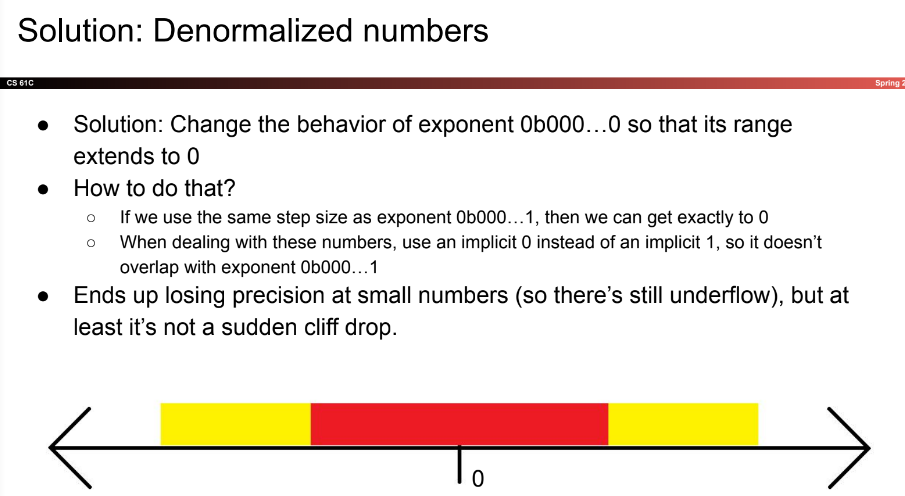 Solution: Denormalized numbers
CS 61C
Spring 2
● Solution: Change the behavior of exponent 0b000…0 so that its range
extends to 0
● How to do that?
○ If we use the same step size as exponent 0b000…1, then we can get exactly to 0
○ When dealing with these numbers, use an implicit 0 instead of an implicit 1, so it doesn’t
overlap with exponent 0b000…1
● Ends up losing precision at small numbers (so there’s still underflow), but at
least it’s not a sudden cliff drop.
0